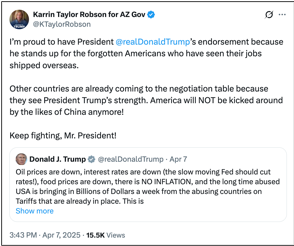 Karrin Taylor Robson for AZ Gov
@KTaylorRobson
I'm proud to have President @realDonaldTrump's endorsement because
he stands up for the forgotten Americans who have seen their jobs
shipped overseas.
Other countries are already coming to the negotiation table because
they see President Trump's strength. America will NOT be kicked around
by the likes of China anymore!
Keep fighting, Mr. President!
Donald J. Trump @realDonaldTrump · Apr 7
Oil prices are down, interest rates are down (the slow moving Fed should cut
rates!), food prices are down, there is NO INFLATION, and the long time abused
USA is bringing in Billions of Dollars a week from the abusing countries on
Tariffs that are already in place. This is
Show more
3:43 PM · Apr 7, 2025 · 15.5K Views